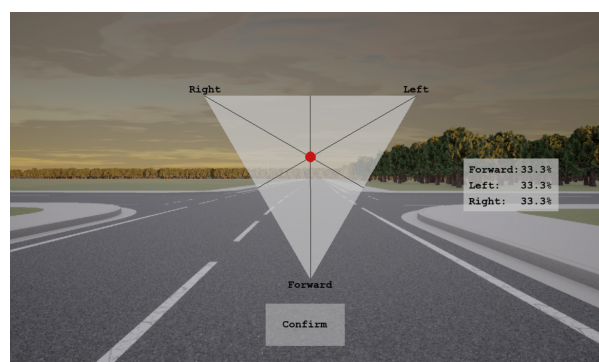 Right
Left
Forward:33.3%
Left: 33.3%
Right: 33.3%
Forward
Confirm